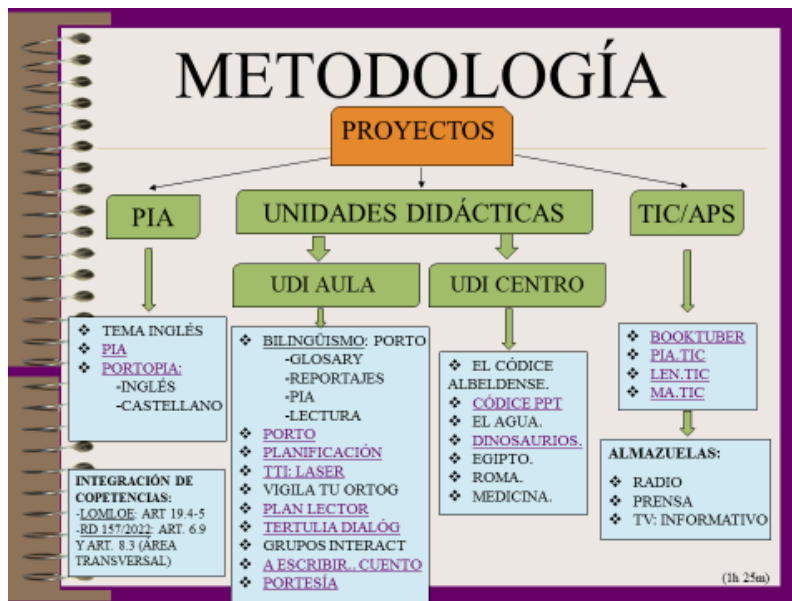 METODOLOGÍA
PROYECTOS
PIA
UNIDADES DIDÁCTICAS
TIC/APS
UDI AULA
UDI CENTRO
❖ TEMA INGLÉS
❖ PIA
❖ PORTOPIA:
-INGLÉS
-CASTELLANO
INTEGRACIÓN DE
COPETENCIAS:
-LOMLOE: ART 19.4-5
-RD 157/2022: ART. 6.9
Y ART. 8.3 (ÁREA
TRANSVERSAL)
❖ BILINGÜISMO: PORTO
-GLOSARY
-REPORTAJES
-PIA
-LECTURA
❖ PORTO
❖ PLANIFICACIÓN
❖ TTI: LASER
❖ VIGILA TU ORTOG
❖ PLAN LECTOR
❖ TERTULIA DIALÓG
❖ GRUPOS INTERACT
❖ A ESCRIBIR.. CUENTO
❖ PORTESÍA
❖ EL CÓDICE
ALBELDENSE.
❖ CÓDICE PPT
❖ EL AGUA.
❖ DINOSAURIOS.
❖ EGIPTO.
❖ ROMA.
❖ MEDICINA.
❖ BOOKTUBER
❖ PIA.TIC
❖ LEN.TIC
❖ MA.TIC
ALMAZUELAS:
❖ RADIO
❖ PRENSA
❖ TV: INFORMATIVO
(1h 25m)